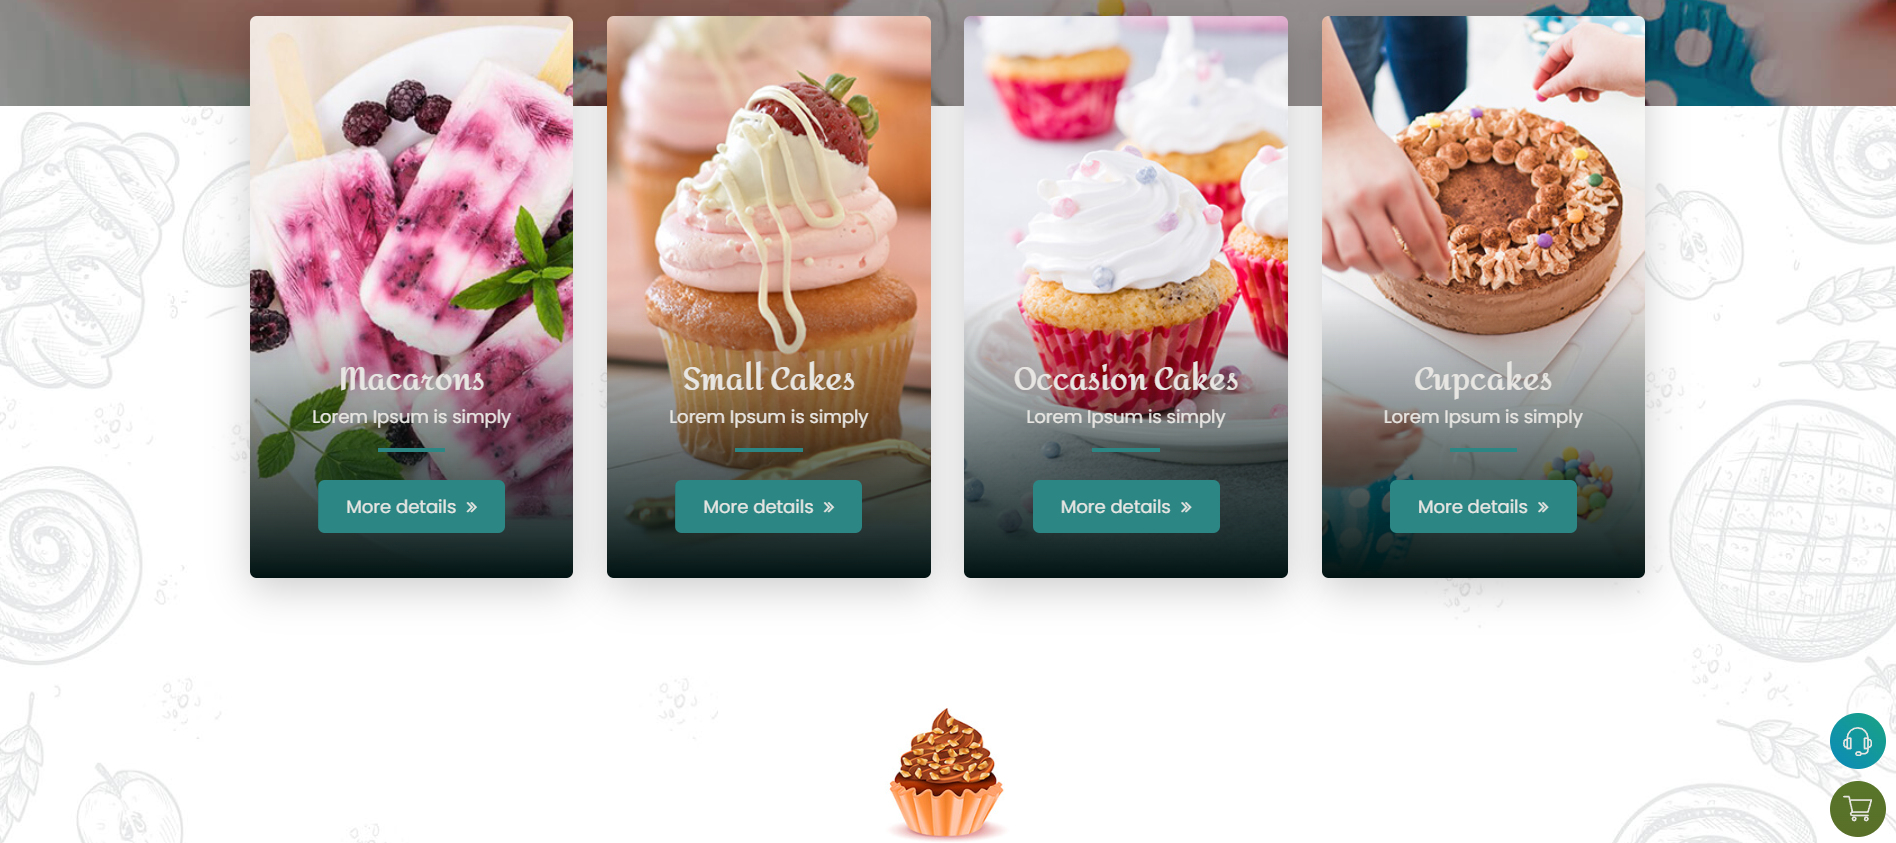 Macarons
Lorem Ipsum is simply
More details »
Small Cakes
Lorem Ipsum is simply
More details »
Occasion Cakes
Lorem Ipsum is simply
More details »
Cupcakes
Lorem Ipsum is simply
More details »